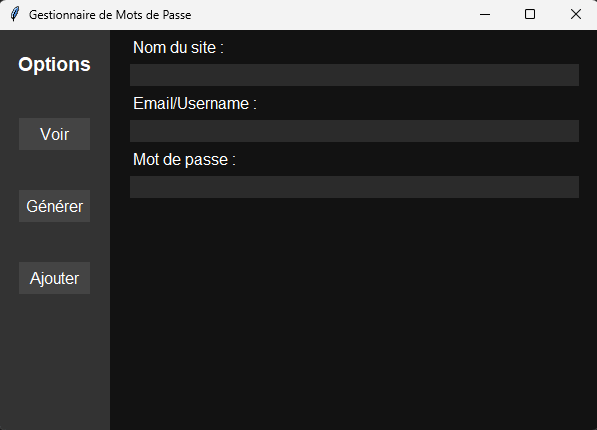 Gestionnaire de Mots de Passe
Options
Voir
Générer
Ajouter
Nom du site :
Email/Username :
Mot de passe :